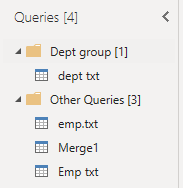 Queries [4]
Dept group [1]
dept txt
Other Queries [3]
emp.txt
Merge1
Emp txt